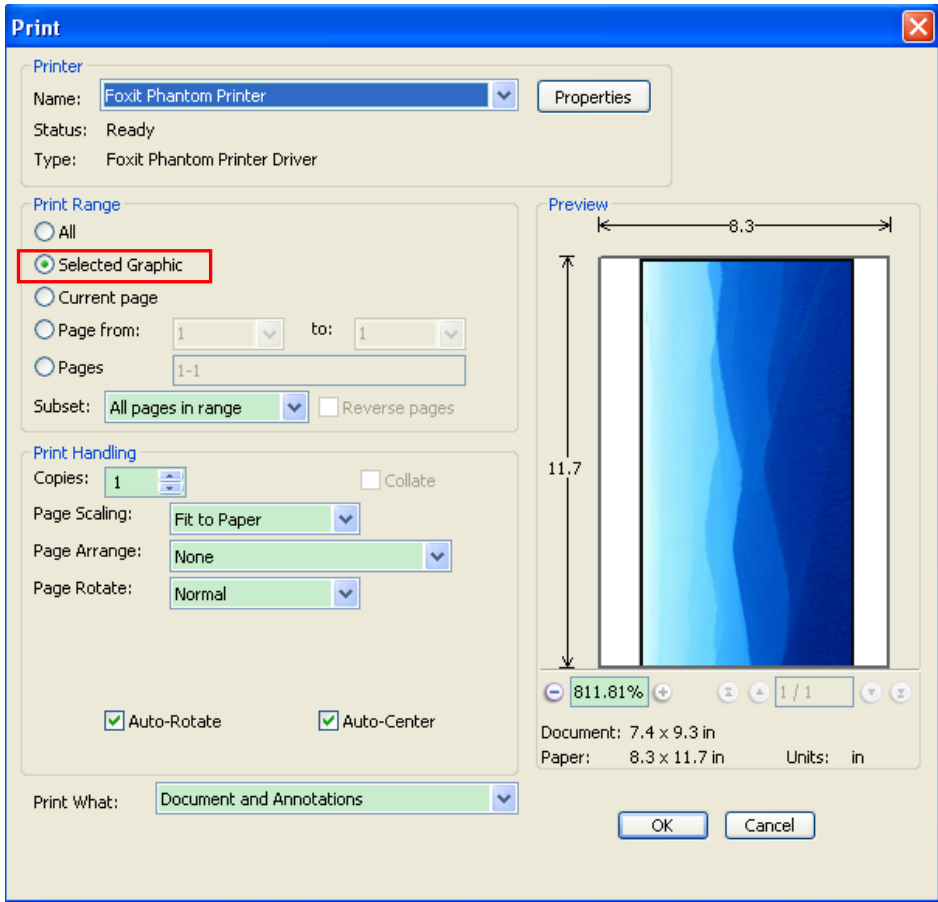 Print
Printer
Name: Foxit Phantom Printer Properties
Status: Ready
Type: Foxit Phantom Printer Driver
Print Range
All
Selected Graphic
Current page
Page from: 1 to: 1
Pages 1-1
Subset: All pages in range Reverse pages
Print Handling
Copies: 1 Collate
Page Scaling: Fit to Paper
Page Arrange: None
Page Rotate: Normal
Auto-Rotate Auto-Center
Print What: Document and Annotations
Preview
8.3
11.7
811.81% 1 / 1
Document: 7.4 x 9.3 in
Paper: 8.3 x 11.7 in Units: in
OK Cancel